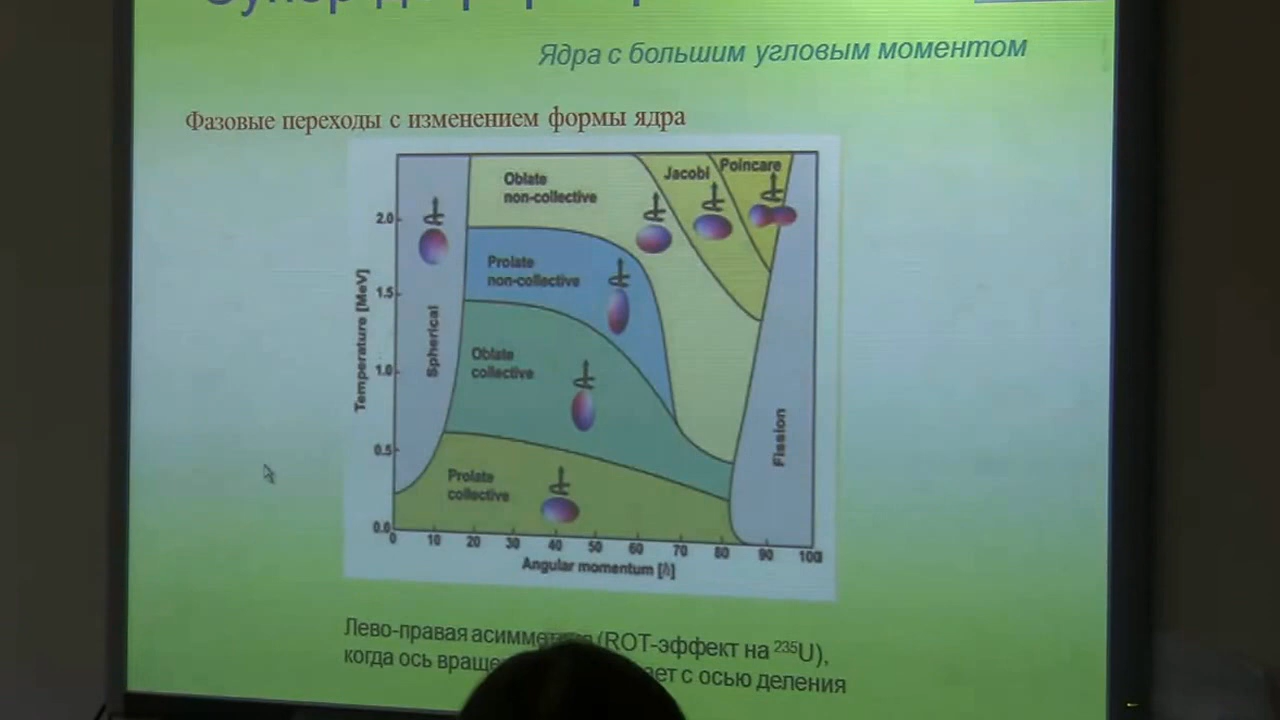 Ядра с большим угловым моментом
Фазовые переходы с изменением формы ядра
Oblate
non-collective
Jacobi
Poincare
Prolate
non-collective
Oblate
collective
Prolate
collective
Spherical
Fission
Temperature [MeV]
2.0
1.5
1.0
0.5
0.0
0 10 20 30 40 50 60 70 80 90 100
Angular momentum [ℏ]
Лево-правая (ROT-эффект на ²³⁵U),
когда ось с осью деления